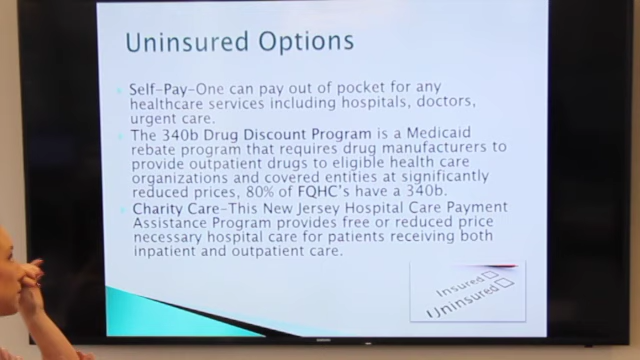 Uninsured Options
Self-Pay-One can pay out of pocket for any
healthcare services including hospitals, doctors,
urgent care.
The 340b Drug Discount Program is a Medicaid
rebate program that requires drug manufacturers to
provide outpatient drugs to eligible health care
organizations and covered entities at significantly
reduced prices, 80% of FQHC's have a 340b.
Charity Care-This New Jersey Hospital Care Payment
Assistance Program provides free or reduced price
necessary hospital care for patients receiving both
inpatient and outpatient care.
Insured
Uninsured